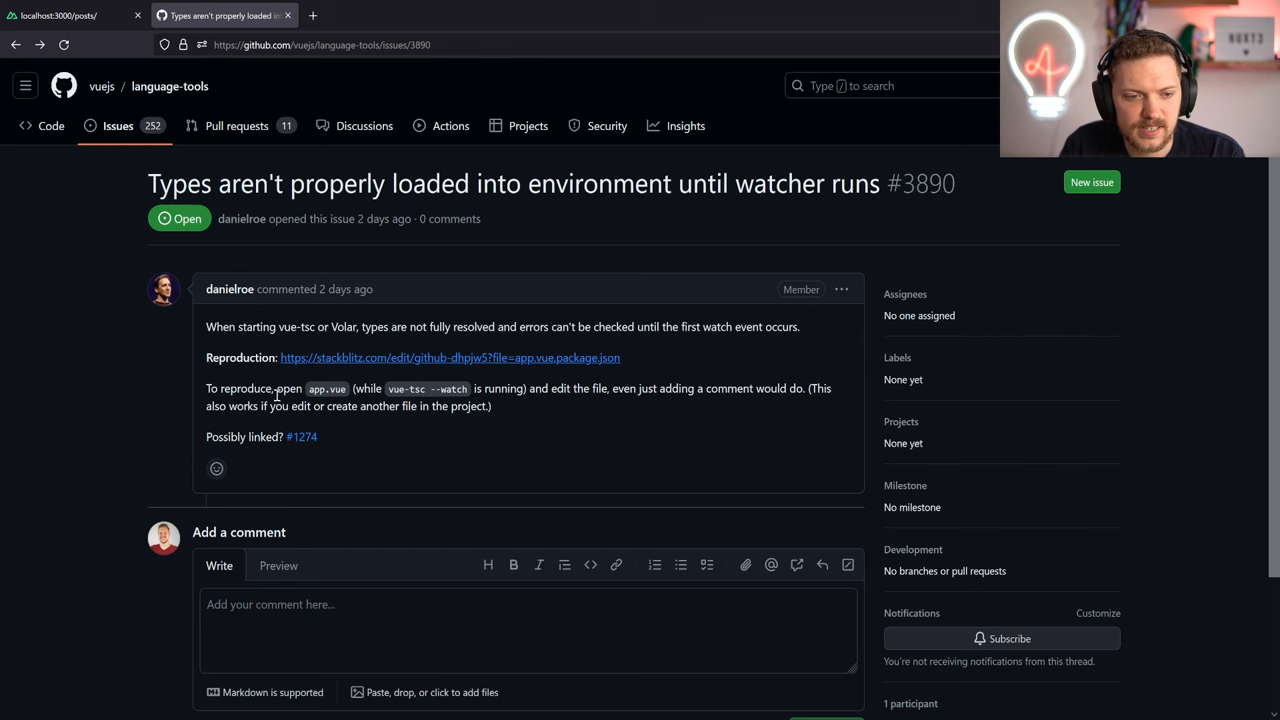 localhost:3000/posts/
Types aren't properly loaded in
https://github.com/vuejs/language-tools/issues/3890
vuejs / language-tools
Type / to search
Code
Issues 252
Pull requests 11
Discussions
Actions
Projects
Security
Insights
Types aren't properly loaded into environment until watcher runs #3890
New issue
Open
danielroe opened this issue 2 days ago · 0 comments
danielroe commented 2 days ago
Member
When starting vue-tsc or Volar, types are not fully resolved and errors can't be checked until the first watch event occurs.
Reproduction: https://stackblitz.com/edit/github-dhpjw5?file=app.vue,package.json
To reproduce, open app.vue (while vue-tsc --watch is running) and edit the file, even just adding a comment would do. (This
also works if you edit or create another file in the project.)
Possibly linked? #1274
Add a comment
Write
Preview
Add your comment here...
Markdown is supported
Paste, drop, or click to add files
Assignees
No one assigned
Labels
None yet
Projects
None yet
Milestone
No milestone
Development
No branches or pull requests
Notifications
Customize
Subscribe
You're not receiving notifications from this thread.
1 participant
NUXT3